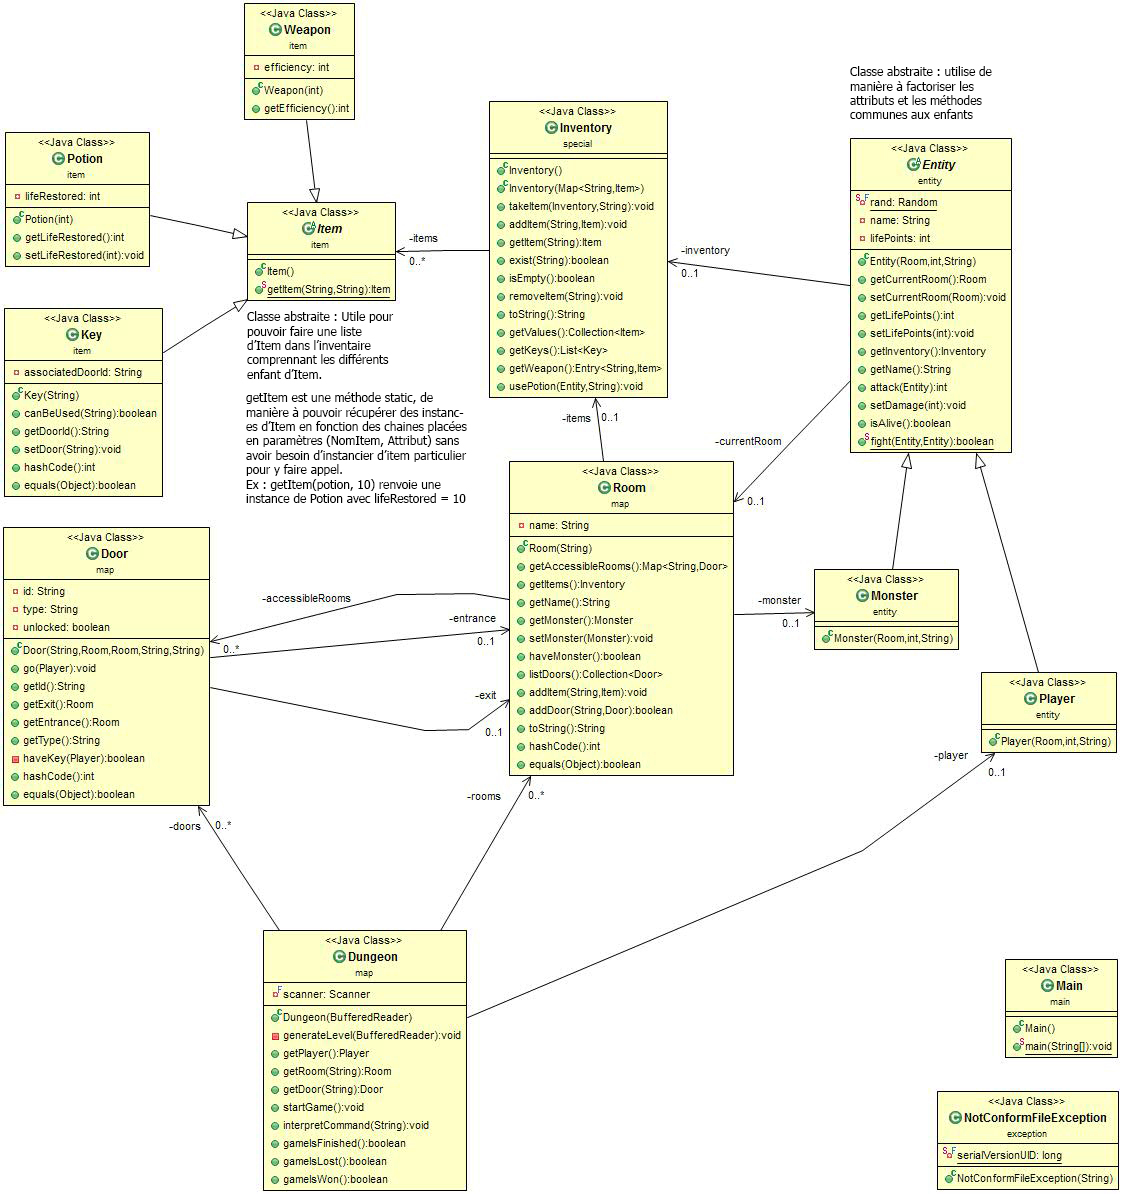 <<Java Class>>
Weapon
item
efficiency: int
Weapon(int)
getEfficiency():int
<<Java Class>>
Potion
item
lifeRestored: int
Potion(int)
getLifeRestored():int
setLifeRestored(int):void
<<Java Class>>
Item
item
Item()
getItem(String,String):Item
<<Java Class>>
Key
item
associatedDoorId: String
Key(String)
canBeUsed(String):boolean
getDoorId():String
setDoor(String):void
hashCode():int
equals(Object):boolean
Classe abstraite : Utile pour
pouvoir faire une liste
d'Item dans l'inventaire
comprennant les différents
enfant d'Item.
getItem est une méthode static, de
manière à pouvoir récupérer des instanc-
es d'Item en fonction des chaines placées
en paramètres (NomItem, Attribut) sans
avoir besoin d'instancier d'item particulier
pour y faire appel.
Ex : getItem(potion, 10) renvoie une
instance de Potion avec lifeRestored = 10
<<Java Class>>
Inventory
special
Inventory()
Inventory(Map<String,Item>)
takeItem(Inventory,String):void
addItem(String,Item):void
getItem(String):Item
exist(String):boolean
isEmpty():boolean
removeItem(String):void
toString():String
getValues():Collection<Item>
getKeys():List<Key>
getWeapon():Entry<String,Item>
usePotion(Entity,String):void
-items
0..*
Classe abstraite : utilise de
manière à factoriser les
attributs et les méthodes
communes aux enfants
<<Java Class>>
Entity
entity
rand: Random
name: String
lifePoints: int
Entity(Room,int,String)
getCurrentRoom():Room
setCurrentRoom(Room):void
getLifePoints():int
setLifePoints(int):void
getInventory():Inventory
getName():String
attack(Entity):int
setDamage(int):void
isAlive():boolean
fight(Entity,Entity):boolean
-inventory
0..1
-items
0..1
-currentRoom
0..1
<<Java Class>>
Room
map
name: String
Room(String)
getAccessibleRooms():Map<String,Door>
getItems():Inventory
getName():String
getMonster():Monster
setMonster(Monster):void
haveMonster():boolean
listDoors():Collection<Door>
addItem(String,Item):void
addDoor(String,Door):boolean
toString():String
hashCode():int
equals(Object):boolean
<<Java Class>>
Door
map
id: String
type: String
unlocked: boolean
Door(String,Room,Room,String,String)
go(Player):void
getId():String
getExit():Room
getEntrance():Room
getType():String
haveKey(Player):boolean
hashCode():int
equals(Object):boolean
-accessibleRooms
0..*
-entrance
0..1
-exit
0..1
-monster
0..1
<<Java Class>>
Monster
entity
Monster(Room,int,String)
<<Java Class>>
Player
entity
Player(Room,int,String)
-player
0..1
-rooms
0..*
-doors
0..*
<<Java Class>>
Dungeon
map
scanner: Scanner
Dungeon(BufferedReader)
generateLevel(BufferedReader):void
getPlayer():Player
getRoom(String):Room
getDoor(String):Door
startGame():void
interpretCommand(String):void
gameIsFinished():boolean
gameIsLost():boolean
gameIsWon():boolean
<<Java Class>>
Main
main
Main()
main(String[]):void
<<Java Class>>
NotConformFileException
exception
serialVersionUID: long
NotConformFileException(String)